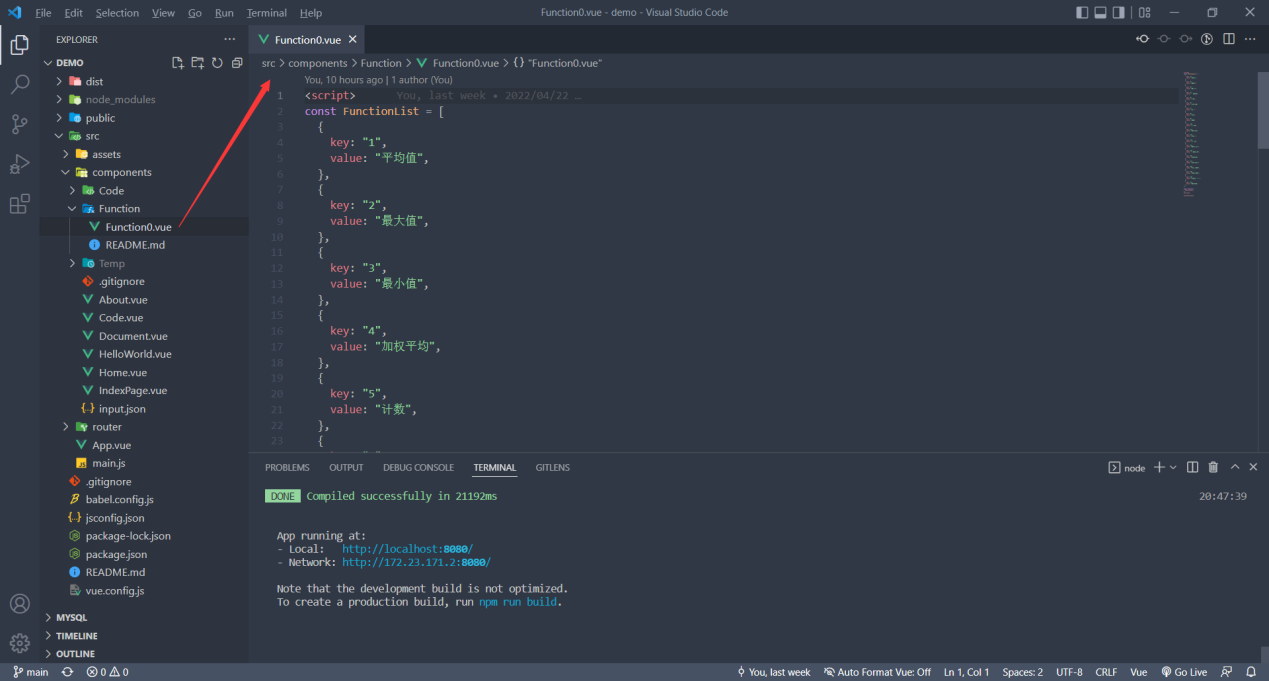 File Edit Selection View Go Run Terminal Help
Function0.vue - demo - Visual Studio Code
EXPLORER
DEMO
dist
node_modules
public
src
assets
components
Code
Function
Function0.vue
README.md
Temp
.gitignore
About.vue
Code.vue
Document.vue
HelloWorld.vue
Home.vue
IndexPage.vue
input.json
router
App.vue
main.js
.gitignore
babel.config.js
jsconfig.json
package-lock.json
package.json
README.md
vue.config.js
MYSQL
TIMELINE
OUTLINE
Function0.vue
src > components > Function > Function0.vue > {} "Function0.vue"
You, 10 hours ago | 1 author (You)
1 <script> You, last week • 2022/04/22 …
2 const FunctionList = [
3 {
4 key: "1",
5 value: "平均值",
6 },
7 {
8 key: "2",
9 value: "最大值",
10 },
11 {
12 key: "3",
13 value: "最小值",
14 },
15 {
16 key: "4",
17 value: "加权平均",
18 },
19 {
20 key: "5",
21 value: "计数",
22 },
23 {
PROBLEMS OUTPUT DEBUG CONSOLE TERMINAL GITLENS
node
DONE Compiled successfully in 21192ms
20:47:39
App running at:
- Local: http://localhost:8080/
- Network: http://172.23.171.2:8080/
Note that the development build is not optimized.
To create a production build, run npm run build.
main 0 0
You, last week Auto Format Vue: Off Ln 1, Col 1 Spaces: 2 UTF-8 CRLF Vue Go Live